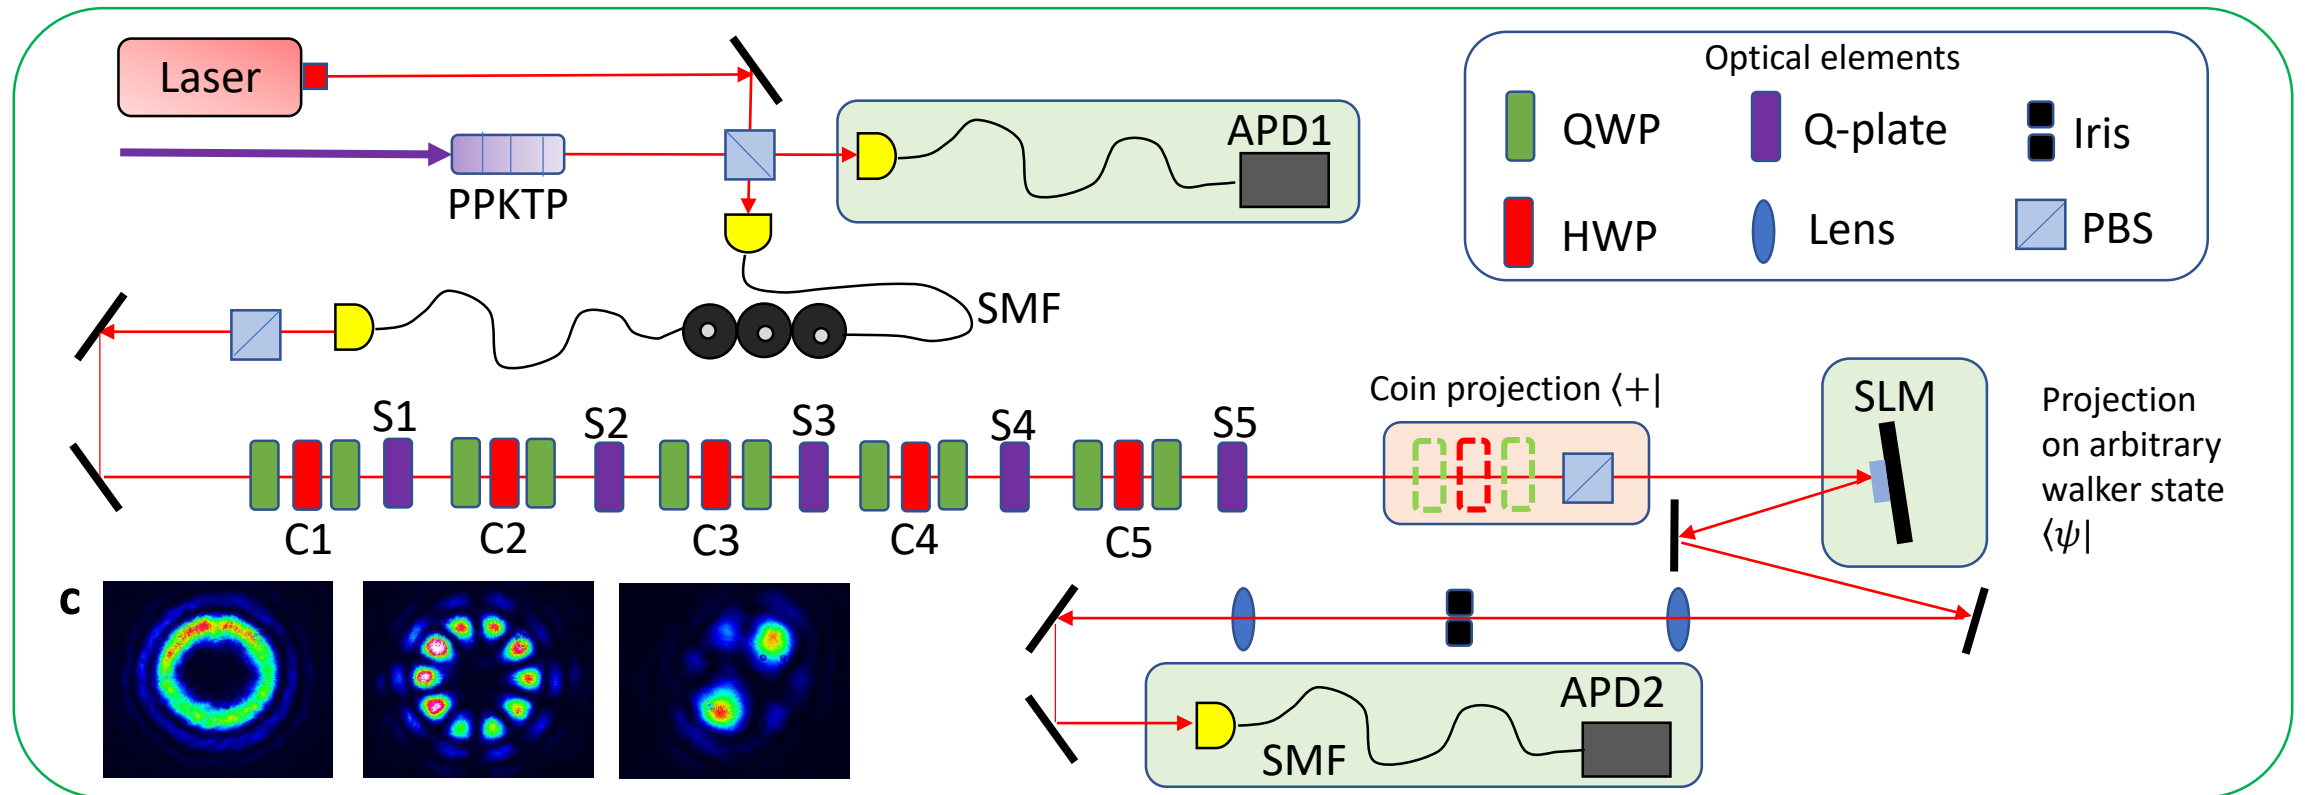 Laser
PPKTP
APD1
Optical elements
QWP
Q-plate
Iris
HWP
Lens
PBS
SMF
S1
S2
S3
S4
S5
C1
C2
C3
C4
C5
Coin projection ⟨+|
SLM
Projection
on arbitrary
walker state
⟨ψ|
c
APD2
SMF